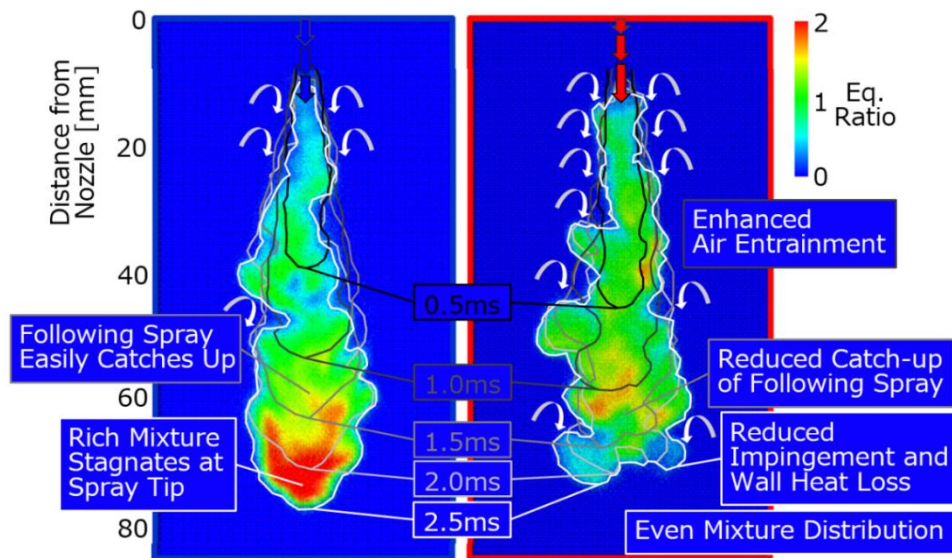 0
20
40
60
80
Distance from
Nozzle [mm]
2
1
0
Eq.
Ratio
Enhanced
Air Entrainment
0.5ms
Following Spray
Easily Catches Up
1.0ms
Reduced Catch-up
of Following Spray
1.5ms
Rich Mixture
Stagnates at
Spray Tip
2.0ms
Reduced
Impingement and
Wall Heat Loss
2.5ms
Even Mixture Distribution